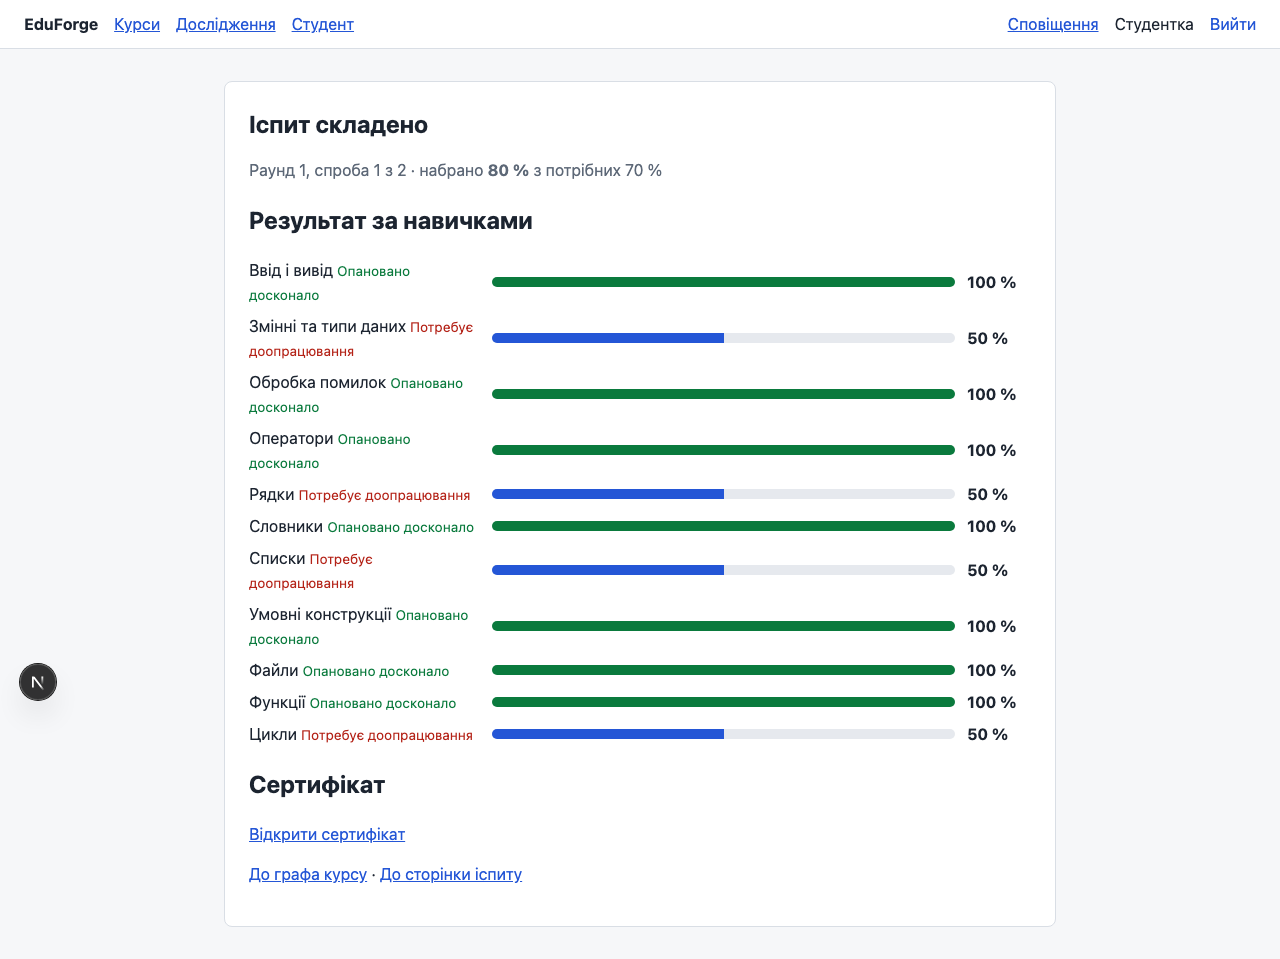 EduForge Курси Дослідження Студент Сповіщення Студентка Вийти
Іспит складено
Раунд 1, спроба 1 з 2 · набрано 80 % з потрібних 70 %
Результат за навичками
Ввід і вивід Опановано
досконало
100 %
Змінні та типи даних Потребує
доопрацювання
50 %
Обробка помилок Опановано
досконало
100 %
Оператори Опановано
досконало
100 %
Рядки Потребує доопрацювання 50 %
Словники Опановано досконало 100 %
Списки Потребує
доопрацювання
50 %
Умовні конструкції Опановано
досконало
100 %
Файли Опановано досконало 100 %
Функції Опановано досконало 100 %
Цикли Потребує доопрацювання 50 %
Сертифікат
Відкрити сертифікат
До графа курсу · До сторінки іспиту
N